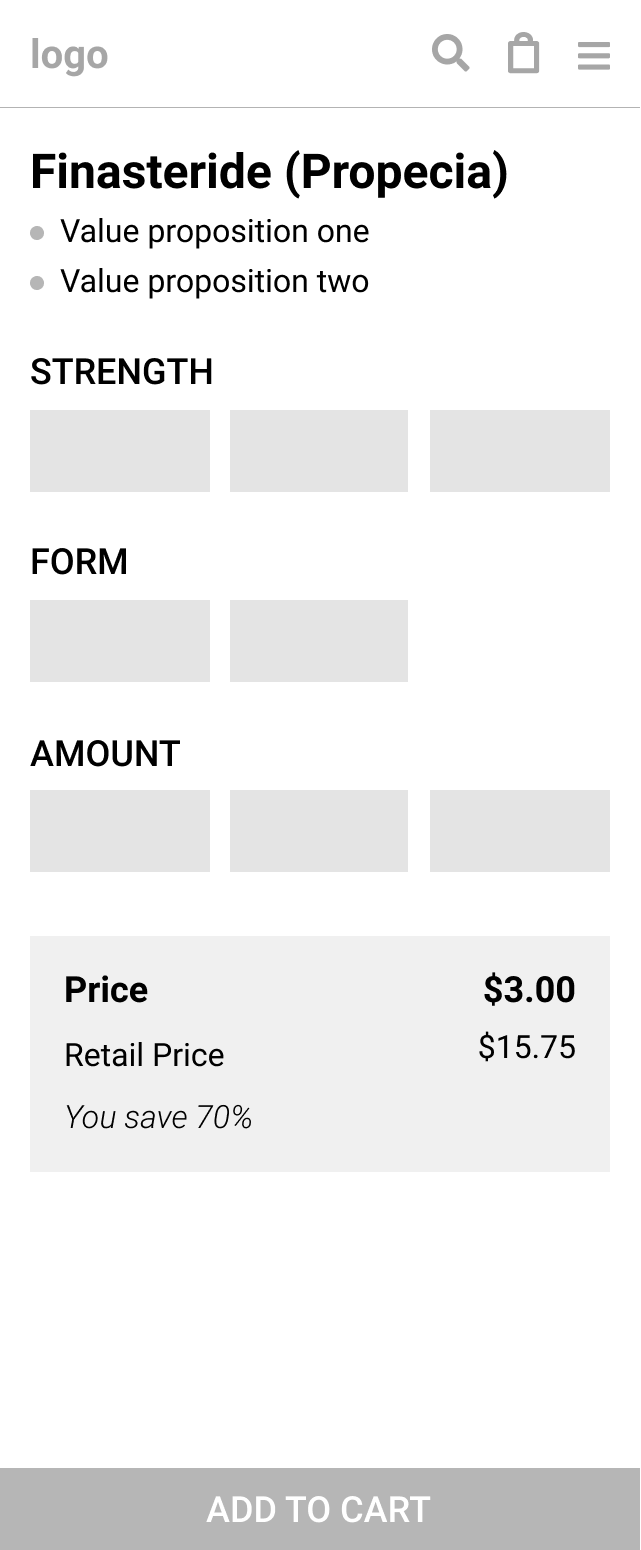 logo
Finasteride (Propecia)
Value proposition one
Value proposition two
STRENGTH
FORM
AMOUNT
Price $3.00
Retail Price $15.75
You save 70%
ADD TO CART